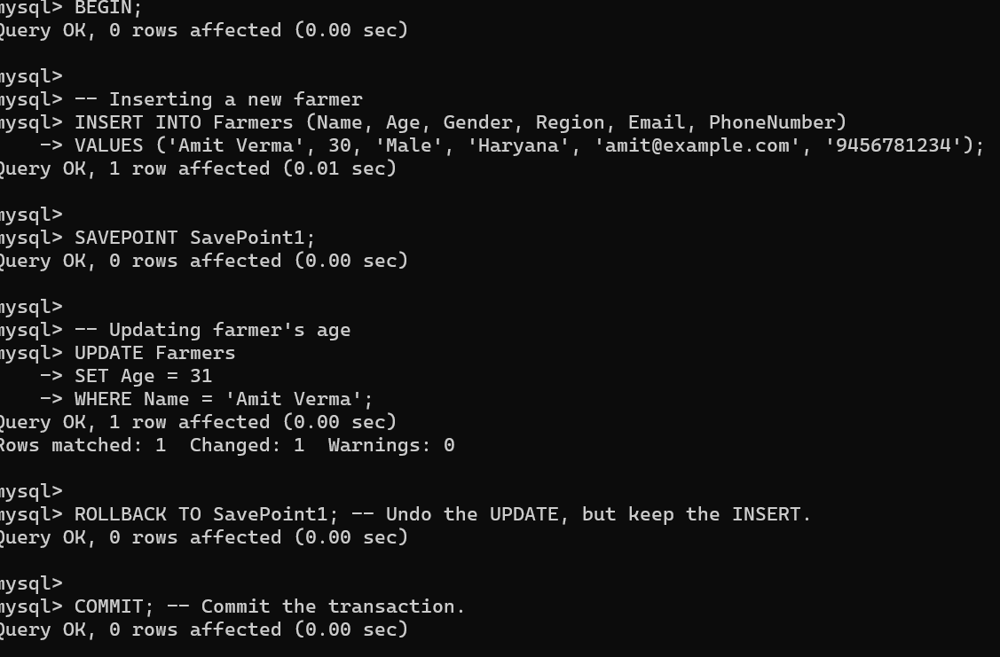 mysql> BEGIN;
Query OK, 0 rows affected (0.00 sec)
mysql>
mysql> -- Inserting a new farmer
mysql> INSERT INTO Farmers (Name, Age, Gender, Region, Email, PhoneNumber)
-> VALUES ('Amit Verma', 30, 'Male', 'Haryana', 'amit@example.com', '9456781234');
Query OK, 1 row affected (0.01 sec)
mysql>
mysql> SAVEPOINT SavePoint1;
Query OK, 0 rows affected (0.00 sec)
mysql>
mysql> -- Updating farmer's age
mysql> UPDATE Farmers
-> SET Age = 31
-> WHERE Name = 'Amit Verma';
Query OK, 1 row affected (0.00 sec)
Rows matched: 1  Changed: 1  Warnings: 0
mysql>
mysql> ROLLBACK TO SavePoint1; -- Undo the UPDATE, but keep the INSERT.
Query OK, 0 rows affected (0.00 sec)
mysql>
mysql> COMMIT; -- Commit the transaction.
Query OK, 0 rows affected (0.00 sec)